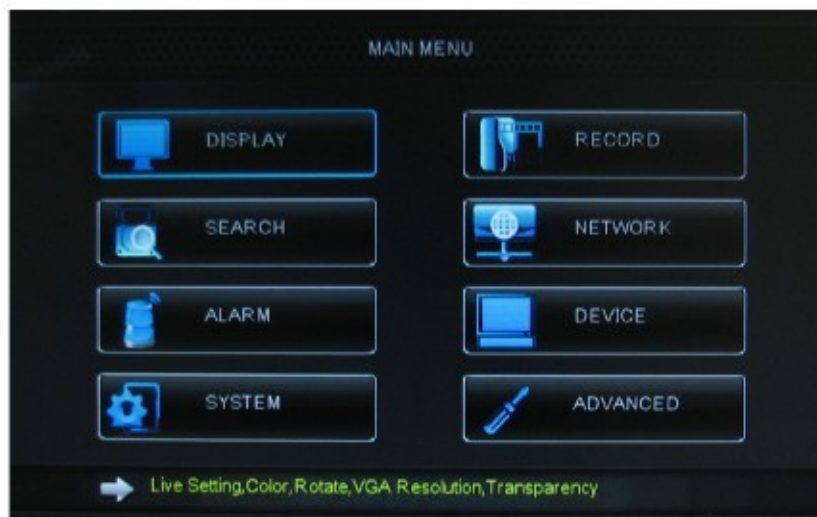 MAIN MENU
DISPLAY
RECORD
SEARCH
NETWORK
ALARM
DEVICE
SYSTEM
ADVANCED
Live Setting,Color,Rotate,VGA Resolution,Transparency